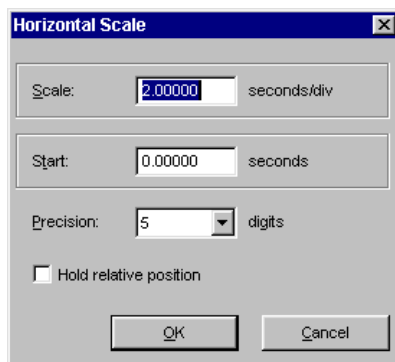 Horizontal Scale
Scale: 2.00000 seconds/div
Start: 0.00000 seconds
Precision: 5 digits
Hold relative position
OK Cancel